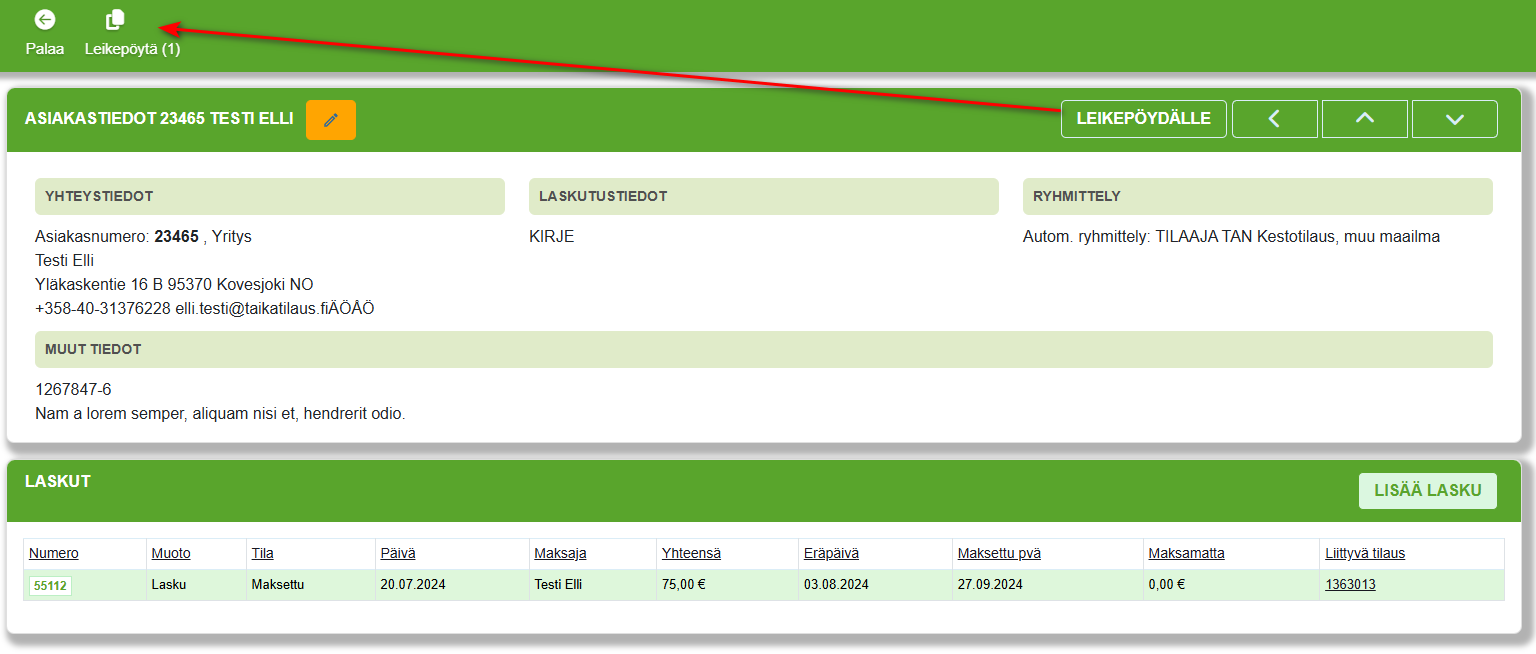 Palaa
Leikepöytä (1)
ASIAKASTIEDOT 23465 TESTI ELLI
LEIKEPÖYDÄLLE
YHTEYSTIEDOT
Asiakasnumero: 23465 , Yritys
Testi Elli
Yläkaskentie 16 B 95370 Kovesjoki NO
+358-40-31376228 elli.testi@taikatilaus.fiÄÖÅÖ
LASKUTUSTIEDOT
KIRJE
RYHMITTELY
Autom. ryhmittely: TILAAJA TAN Kestotilaus, muu maailma
MUUT TIEDOT
1267847-6
Nam a lorem semper, aliquam nisi et, hendrerit odio.
LASKUT
LISÄÄ LASKU
Numero Muoto Tila Päivä Maksaja Yhteensä Eräpäivä Maksettu pvä Maksamatta Liittyvä tilaus
55112 Lasku Maksettu 20.07.2024 Testi Elli 75,00 € 03.08.2024 27.09.2024 0,00 € 1363013